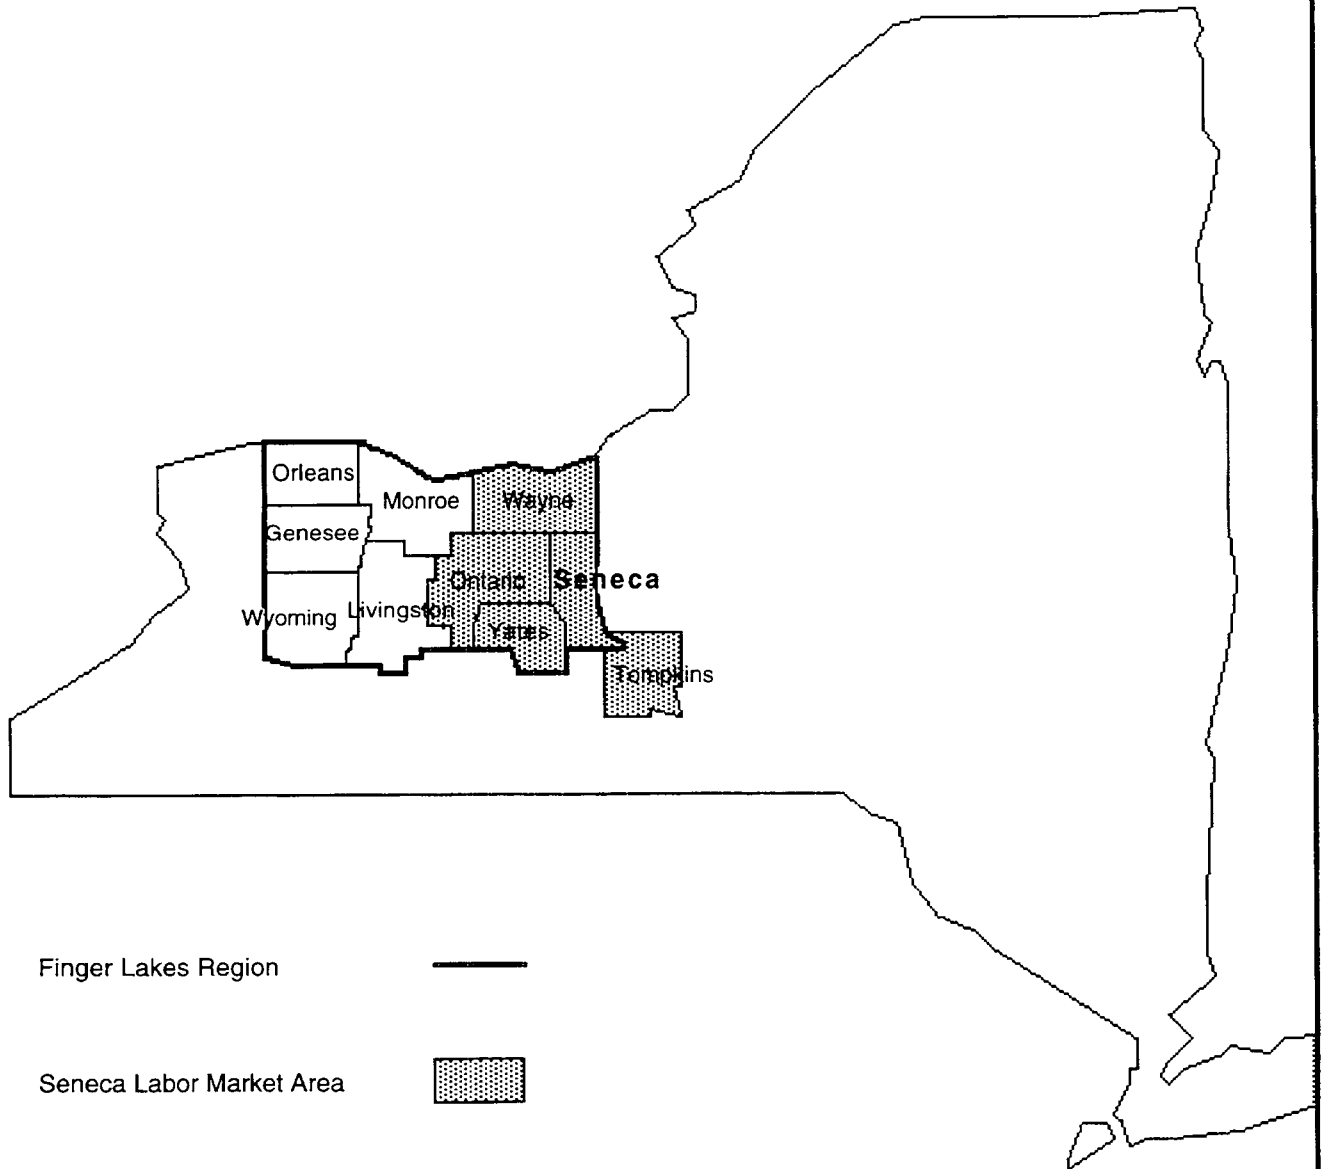 Orleans
Monroe
Wayne
Genesee
Ontario
Seneca
Wyoming
Livingston
Yates
Tompkins
Finger Lakes Region
Seneca Labor Market Area